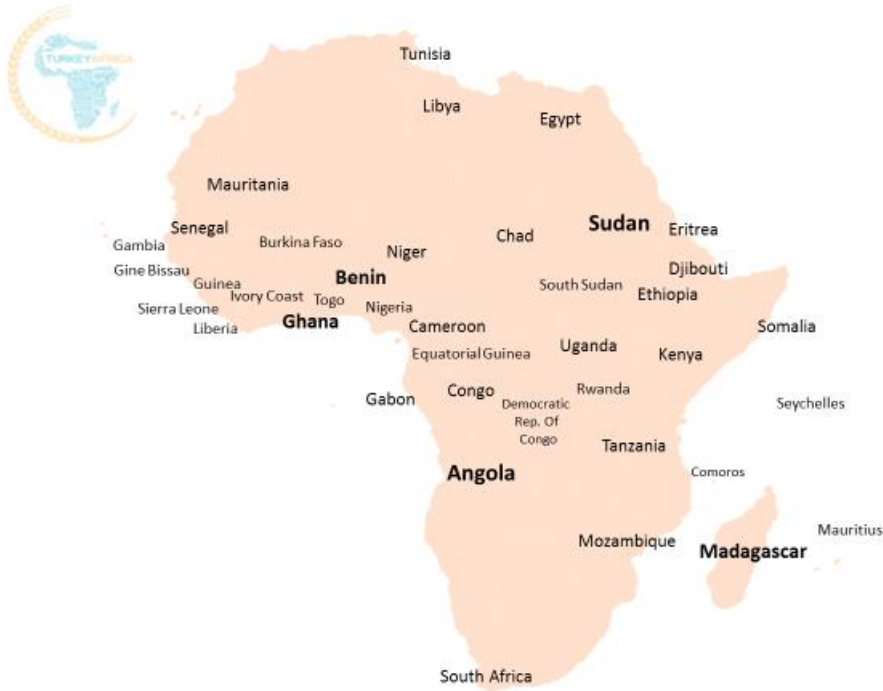 TURKEYAFRICA
Tunisia
Libya
Egypt
Mauritania
Senegal
Sudan
Eritrea
Gambia
Burkina Faso
Niger
Chad
Gine Bissau
Guinea
Benin
South Sudan
Djibouti
Ethiopia
Sierra Leone
Ivory Coast
Togo
Nigeria
Liberia
Ghana
Cameroon
Somalia
Equatorial Guinea
Uganda
Kenya
Gabon
Congo
Democratic
Rep. Of
Congo
Rwanda
Seychelles
Tanzania
Angola
Comoros
Mozambique
Madagascar
Mauritius
South Africa